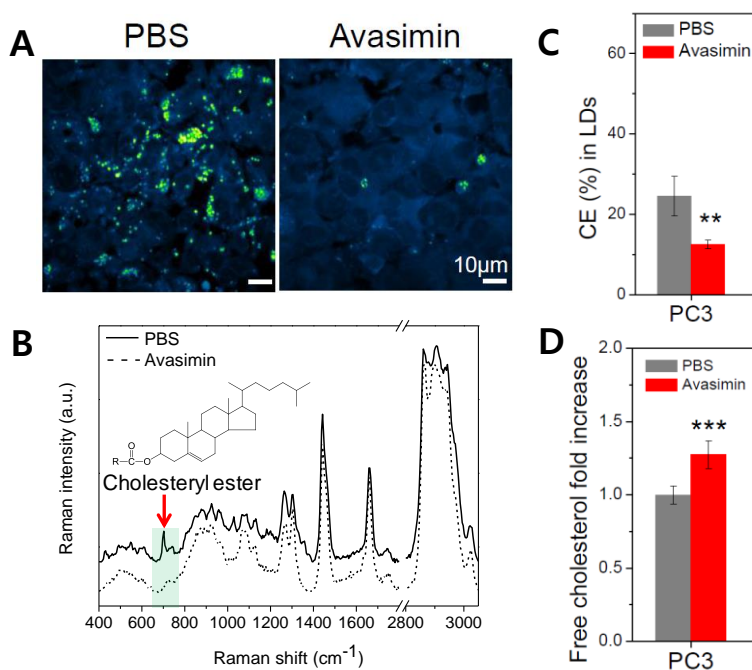 A
PBS
Avasimin
10μm
B
PBS
Avasimin
R
C
O
O
Cholesteryl ester
Raman intensity (a.u.)
400 600 800 1000 1200 1400 1600 2800 3000
Raman shift (cm-1)
C
PBS
Avasimin
CE (%) in LDs
60
40
20
0
**
PC3
D
PBS
Avasimin
Free cholesterol fold increase
2.0
1.5
1.0
0.5
0.0
***
PC3